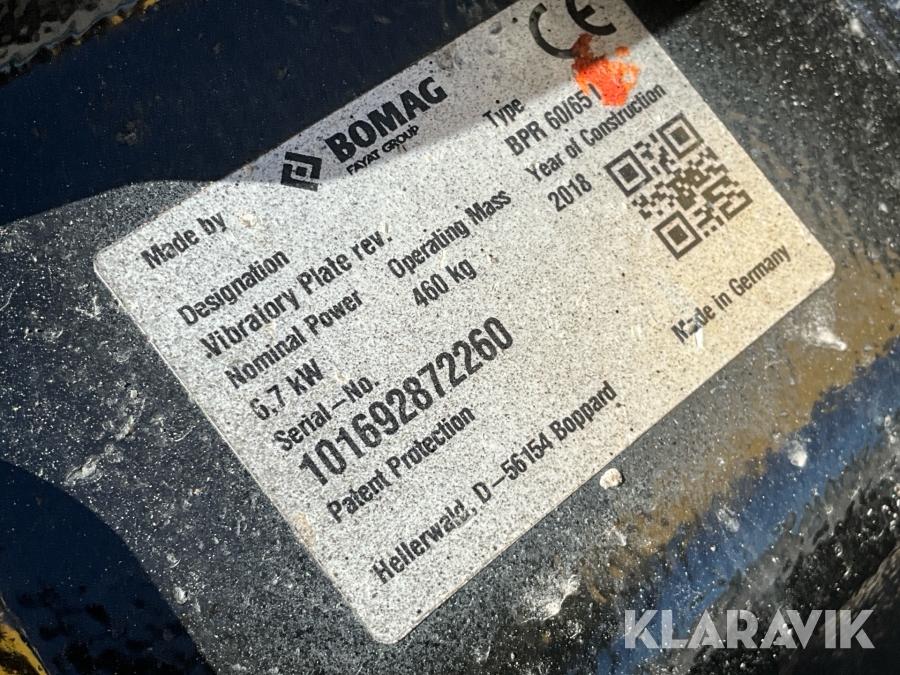 Made by
BOMAG
FAYAT GROUP
CE
Designation
Vibratory Plate rev.
Type
BPR 60/65
Nominal Power
6,7 kW
Operating Mass
460 kg
Year of Construction
2018
Serial-No.
101692872260
Patent Protection
Made in Germany
Hellerwald, D-56154 Boppard
KLARAVIK